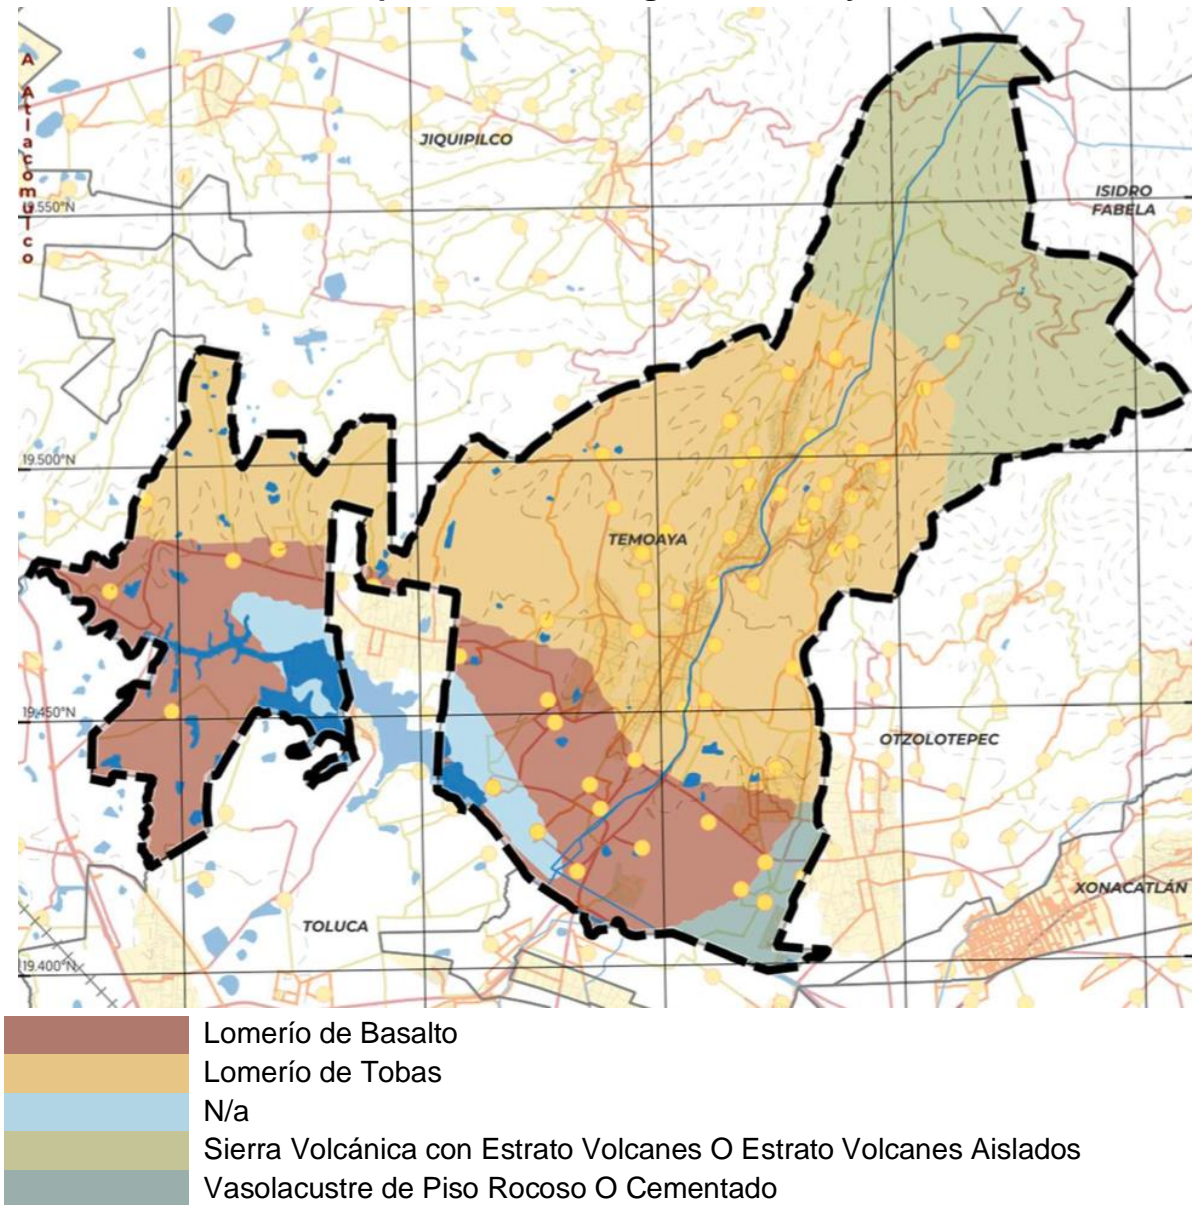 A Atlacomulco
JIQUIPILCO
ISIDRO
FABELA
19.550°N
19.500°N
TEMOAYA
19.450°N
OTZOLOTEPEC
XONACATLÁN
TOLUCA
19.400°N
Lomerío de Basalto
Lomerío de Tobas
N/a
Sierra Volcánica con Estrato Volcanes O Estrato Volcanes Aislados
Vasolacustre de Piso Rocoso O Cementado